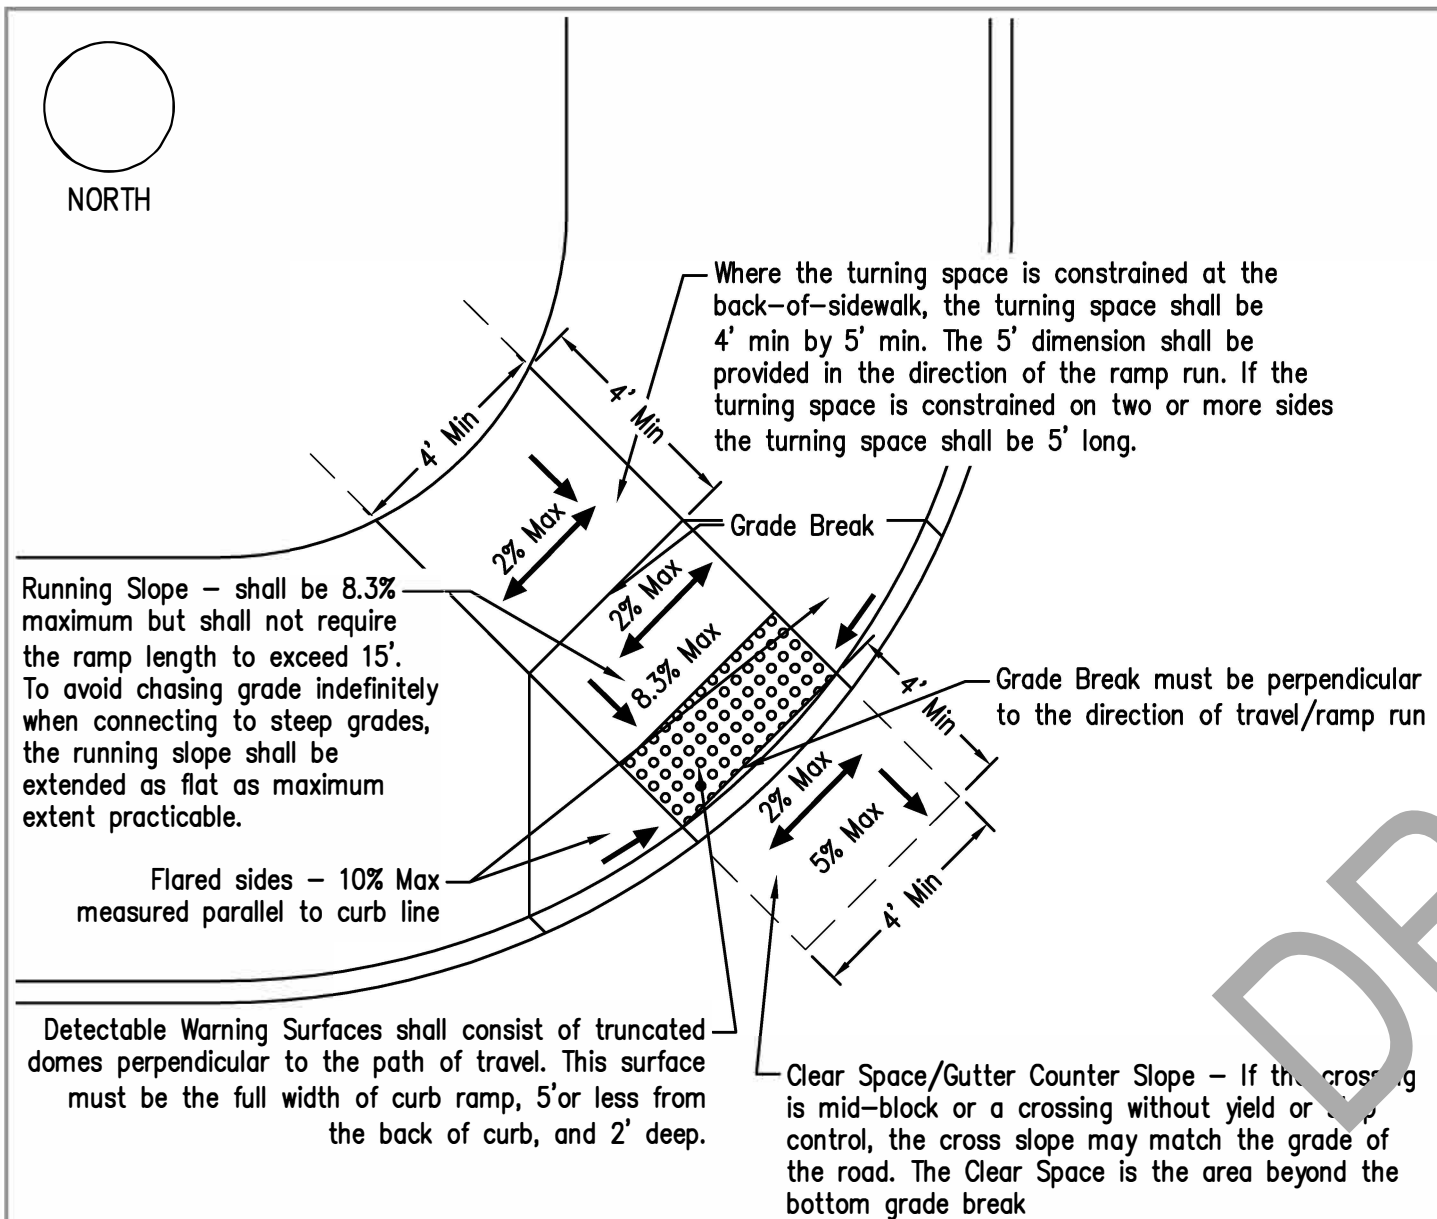 NORTH
Where the turning space is constrained at the
back-of-sidewalk, the turning space shall be
4' min by 5' min. The 5' dimension shall be
provided in the direction of the ramp run. If the
turning space is constrained on two or more sides
the turning space shall be 5' long.
4' Min
4' Min
2% Max
Grade Break
Running Slope – shall be 8.3%
maximum but shall not require
the ramp length to exceed 15'.
To avoid chasing grade indefinitely
when connecting to steep grades,
the running slope shall be
extended as flat as maximum
extent practicable.
2% Max
8.3% Max
Grade Break must be perpendicular
to the direction of travel/ramp run
4' Min
2% Max
5% Max
4' Min
Flared sides – 10% Max
measured parallel to curb line
Detectable Warning Surfaces shall consist of truncated
domes perpendicular to the path of travel. This surface
must be the full width of curb ramp, 5'or less from
the back of curb, and 2' deep.
Clear Space/Gutter Counter Slope – If the crossing
is mid-block or a crossing without yield or stop
control, the cross slope may match the grade of
the road. The Clear Space is the area beyond the
bottom grade break